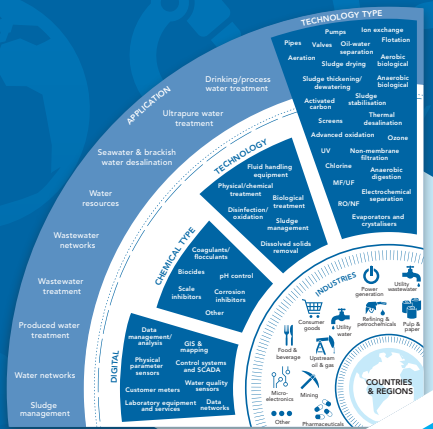 TECHNOLOGY TYPE
Pumps
Ion exchange
Pipes
Valves
Oil-water
separation
Flotation
Aeration
Sludge drying
Aerobic
biological
Sludge thickening/
dewatering
Anaerobic
biological
Activated
carbon
Sludge
stabilisation
Screens
Thermal
desalination
Advanced oxidation
Ozone
UV
Non-membrane
filtration
Chlorine
Anaerobic
digestion
MF/UF
Electrochemical
separation
RO/NF
Evaporators and
crystalisers
APPLICATION
Drinking/process
water treatment
Ultrapure water
treatment
Seawater & brackish
water desalination
Water
resources
Wastewater
networks
Wastewater
treatment
Produced water
treatment
Water networks
Sludge
management
TECHNOLOGY
Fluid handling
equipment
Physical/chemical
treatment
Biological
treatment
Disinfection/
oxidation
Sludge
management
Dissolved solids
removal
CHEMICAL TYPE
Coagulants/
flocculants
Biocides
pH control
Scale
inhibitors
Corrosion
inhibitors
Other
DIGITAL
Data
management/
analysis
GIS &
mapping
Physical
parameter
sensors
Control systems
and SCADA
Customer meters
Water quality
sensors
Laboratory equipment
and services
Data
networks
INDUSTRIES
Power
generation
Utility
wastewater
Consumer
goods
Utility
water
Refining &
petrochemicals
Pulp &
paper
Food &
beverage
Upstream
oil & gas
Micro-
electronics
Mining
Other
Pharmaceuticals
COUNTRIES
& REGIONS